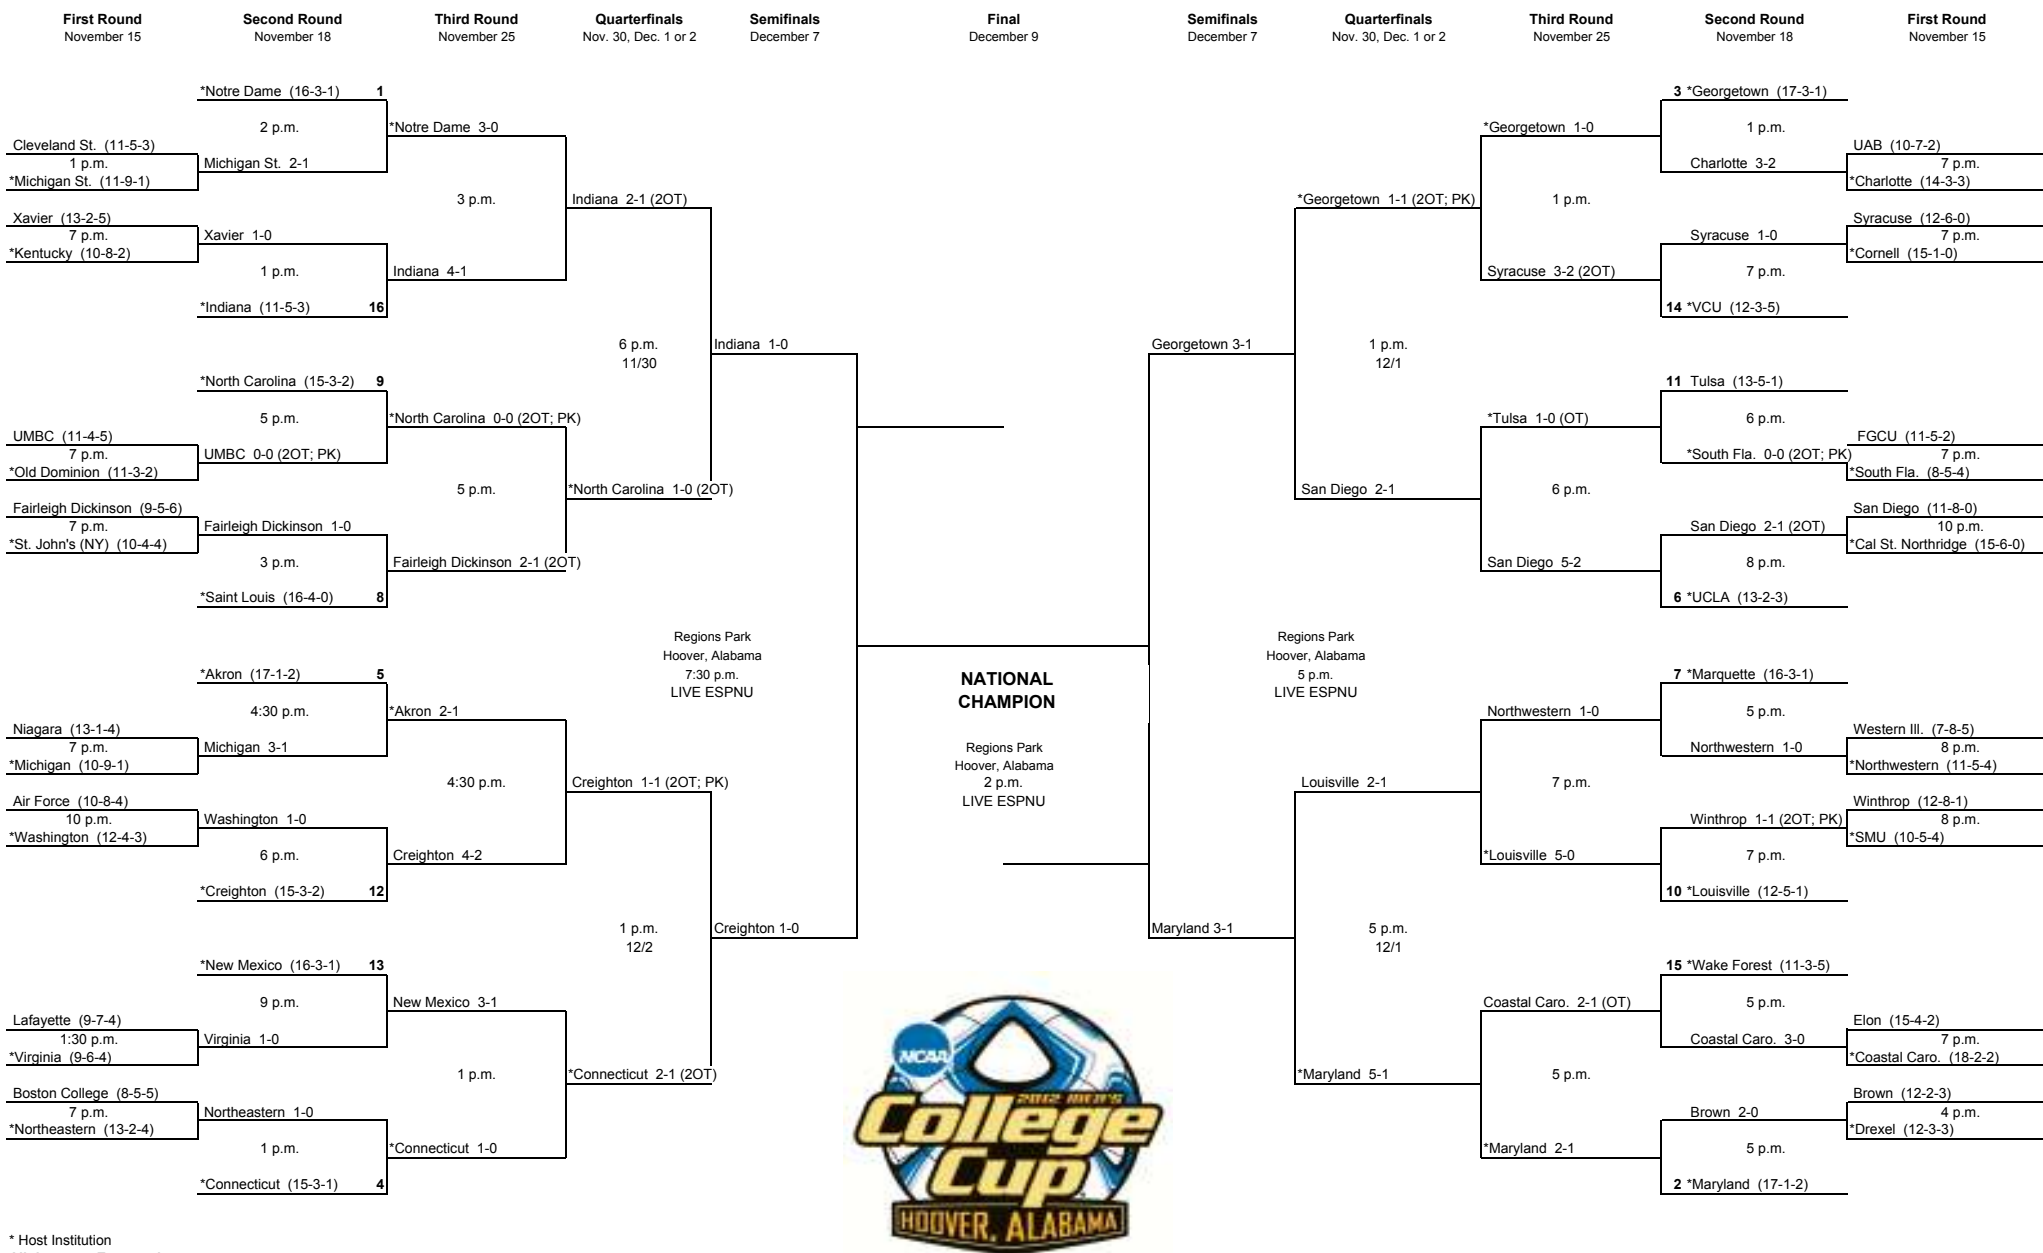 First Round
November 15
Second Round
November 18
Third Round
November 25
Quarterfinals
Nov. 30, Dec. 1 or 2
Semifinals
December 7
Final
December 9
Semifinals
December 7
Quarterfinals
Nov. 30, Dec. 1 or 2
Third Round
November 25
Second Round
November 18
First Round
November 15
Cleveland St. (11-5-3)
1 p.m.
*Michigan St. (11-9-1)
Xavier (13-2-5)
7 p.m.
*Kentucky (10-8-2)
UMBC (11-4-5)
7 p.m.
*Old Dominion (11-3-2)
Fairleigh Dickinson (9-5-6)
7 p.m.
*St. John's (NY) (10-4-4)
Niagara (13-1-4)
7 p.m.
*Michigan (10-9-1)
Air Force (10-8-4)
10 p.m.
*Washington (12-4-3)
Lafayette (9-7-4)
1:30 p.m.
*Virginia (9-6-4)
Boston College (8-5-5)
7 p.m.
*Northeastern (13-2-4)
*Notre Dame (16-3-1) 1
2 p.m.
Michigan St. 2-1
Xavier 1-0
1 p.m.
*Indiana (11-5-3) 16
*North Carolina (15-3-2) 9
5 p.m.
UMBC 0-0 (2OT; PK)
Fairleigh Dickinson 1-0
3 p.m.
*Saint Louis (16-4-0) 8
*Akron (17-1-2) 5
4:30 p.m.
Michigan 3-1
Washington 1-0
6 p.m.
*Creighton (15-3-2) 12
*New Mexico (16-3-1) 13
9 p.m.
Virginia 1-0
Northeastern 1-0
1 p.m.
*Connecticut (15-3-1) 4
*Notre Dame 3-0
3 p.m.
Indiana 4-1
*North Carolina 0-0 (2OT; PK)
5 p.m.
Fairleigh Dickinson 2-1 (2OT)
*Akron 2-1
4:30 p.m.
Creighton 4-2
New Mexico 3-1
1 p.m.
*Connecticut 1-0
Indiana 2-1 (2OT)
6 p.m.
11/30
*North Carolina 1-0 (2OT)
Creighton 1-1 (2OT; PK)
1 p.m.
12/2
*Connecticut 2-1 (2OT)
Indiana 1-0
Regions Park
Hoover, Alabama
7:30 p.m.
LIVE ESPNU
Creighton 1-0
NATIONAL
CHAMPION
Regions Park
Hoover, Alabama
2 p.m.
LIVE ESPNU
NCAA
2012 MEN'S
College
Cup
HOOVER, ALABAMA
Georgetown 3-1
Regions Park
Hoover, Alabama
5 p.m.
LIVE ESPNU
Maryland 3-1
*Georgetown 1-1 (2OT; PK)
1 p.m.
12/1
San Diego 2-1
Louisville 2-1
5 p.m.
12/1
*Maryland 5-1
*Georgetown 1-0
1 p.m.
Syracuse 3-2 (2OT)
*Tulsa 1-0 (OT)
6 p.m.
San Diego 5-2
Northwestern 1-0
7 p.m.
*Louisville 5-0
Coastal Caro. 2-1 (OT)
5 p.m.
*Maryland 2-1
3 *Georgetown (17-3-1)
1 p.m.
Charlotte 3-2
Syracuse 1-0
7 p.m.
14 *VCU (12-3-5)
11 Tulsa (13-5-1)
6 p.m.
*South Fla. 0-0 (2OT; PK)
San Diego 2-1 (2OT)
8 p.m.
6 *UCLA (13-2-3)
7 *Marquette (16-3-1)
5 p.m.
Northwestern 1-0
Winthrop 1-1 (2OT; PK)
7 p.m.
10 *Louisville (12-5-1)
15 *Wake Forest (11-3-5)
5 p.m.
Coastal Caro. 3-0
Brown 2-0
5 p.m.
2 *Maryland (17-1-2)
UAB (10-7-2)
7 p.m.
*Charlotte (14-3-3)
Syracuse (12-6-0)
7 p.m.
*Cornell (15-1-0)
FGCU (11-5-2)
7 p.m.
*South Fla. (8-5-4)
San Diego (11-8-0)
10 p.m.
*Cal St. Northridge (15-6-0)
Western Ill. (7-8-5)
8 p.m.
*Northwestern (11-5-4)
Winthrop (12-8-1)
8 p.m.
*SMU (10-5-4)
Elon (15-4-2)
7 p.m.
*Coastal Caro. (18-2-2)
Brown (12-2-3)
4 p.m.
*Drexel (12-3-3)
* Host Institution